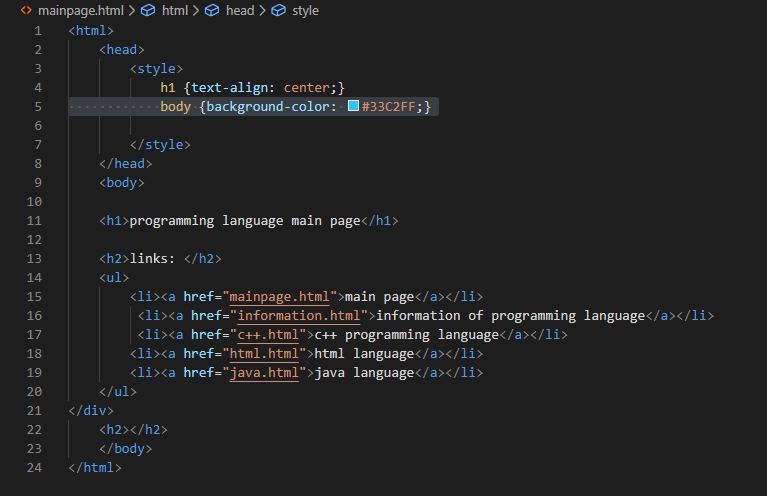 mainpage.html > html > head > style
1 <html>
2 <head>
3 <style>
4 h1 {text-align: center;}
5 body {background-color: #33C2FF;}
6
7 </style>
8 </head>
9 <body>
10
11 <h1>programming language main page</h1>
12
13 <h2>links: </h2>
14 <ul>
15 <li><a href="mainpage.html">main page</a></li>
16 <li><a href="information.html">information of programming language</a></li>
17 <li><a href="c++.html">c++ programming language</a></li>
18 <li><a href="html.html">html language</a></li>
19 <li><a href="java.html">java language</a></li>
20 </ul>
21 </div>
22 <h2></h2>
23 </body>
24 </html>